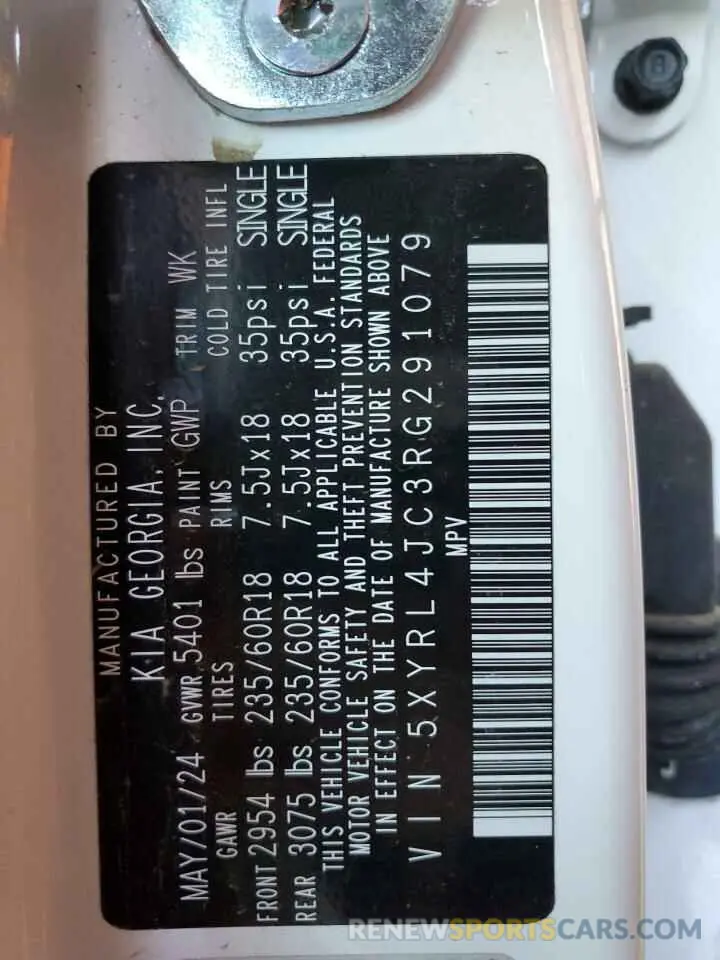 MANUFACTURED BY
KIA GEORGIA, INC.
MAY/01/24 GVWR 5401 lbs PAINT GWP TRIM WK
GAWR TIRES RIMS COLD TIRE INFL
FRONT 2954 lbs 235/60R18 7.5Jx18 35psi SINGLE
REAR 3075 lbs 235/60R18 7.5Jx18 35psi SINGLE
THIS VEHICLE CONFORMS TO ALL APPLICABLE U.S.A. FEDERAL
MOTOR VEHICLE SAFETY AND THEFT PREVENTION STANDARDS
IN EFFECT ON THE DATE OF MANUFACTURE SHOWN ABOVE
VIN 5XYRL4JC3RG291079
MPV
RENEWSPORTSCARS.COM